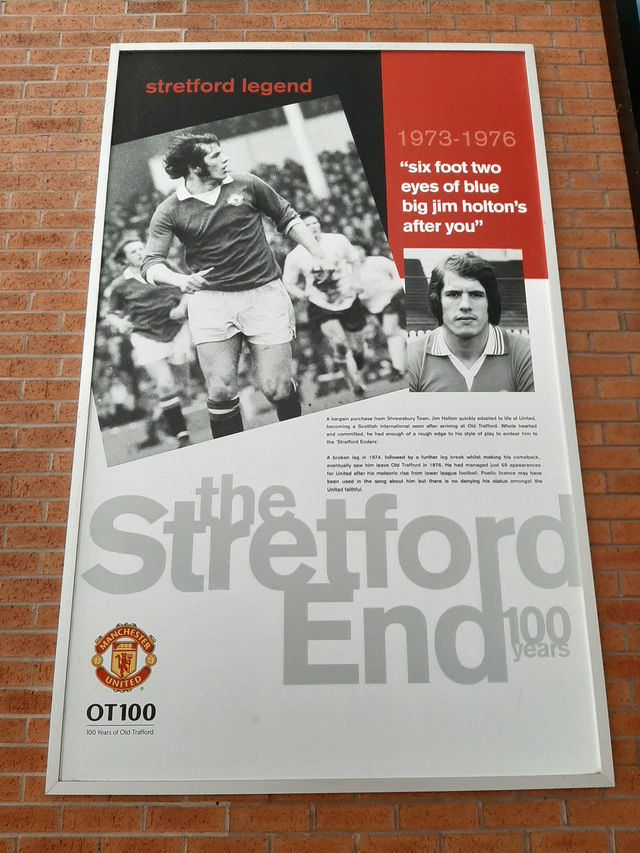 stretford legend
1973-1976
“six foot two
eyes of blue
big jim holton's
after you”
A bargain purchase from Shrewsbury Town, Jim Holton quickly adapted to life at United,
becoming a Scottish international soon after arriving at Old Trafford. Whole hearted
and committed, he had enough of a rough edge to his style of play to endear him to
the 'Stretford Enders'.
A broken leg in 1974, followed by a further leg break whilst making his comeback,
eventually saw him leave Old Trafford in 1976. He had managed just 69 appearances
for United after his meteoric rise from lower league football. Poetic licence may have
been used in the song about him but there is no denying his status amongst the
United faithful.
the
Stretford
End
100
years
MANCHESTER
UNITED
OT100
100 Years of Old Trafford